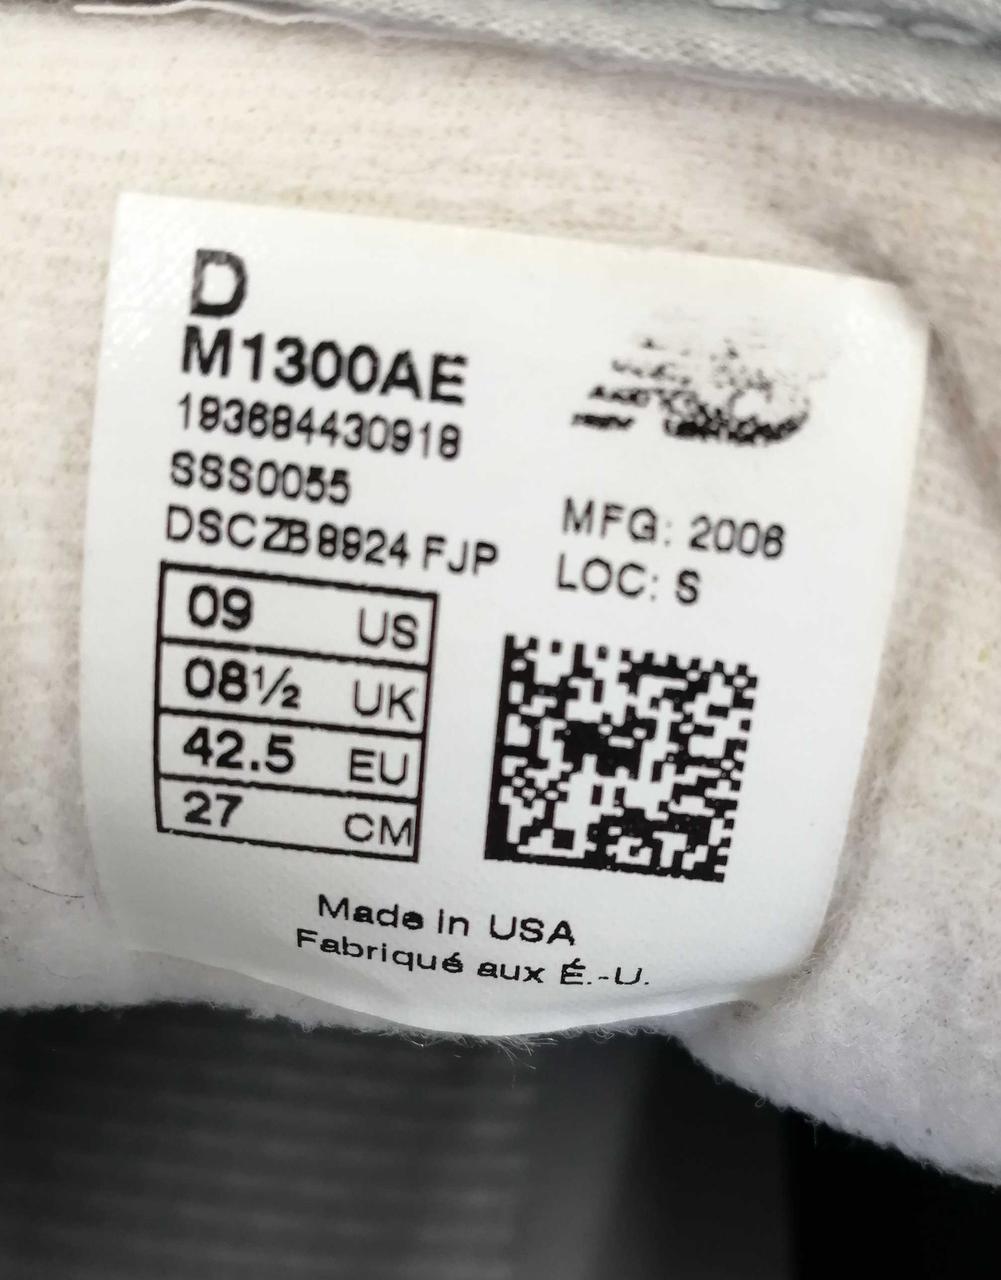 D
M1300AE
193684430918
SSS0055
DSCZB8924 FJP
MFG: 2006
LOC: S
09 US
08½ UK
42.5 EU
27 CM
Made in USA
Fabriqué aux É.-U.